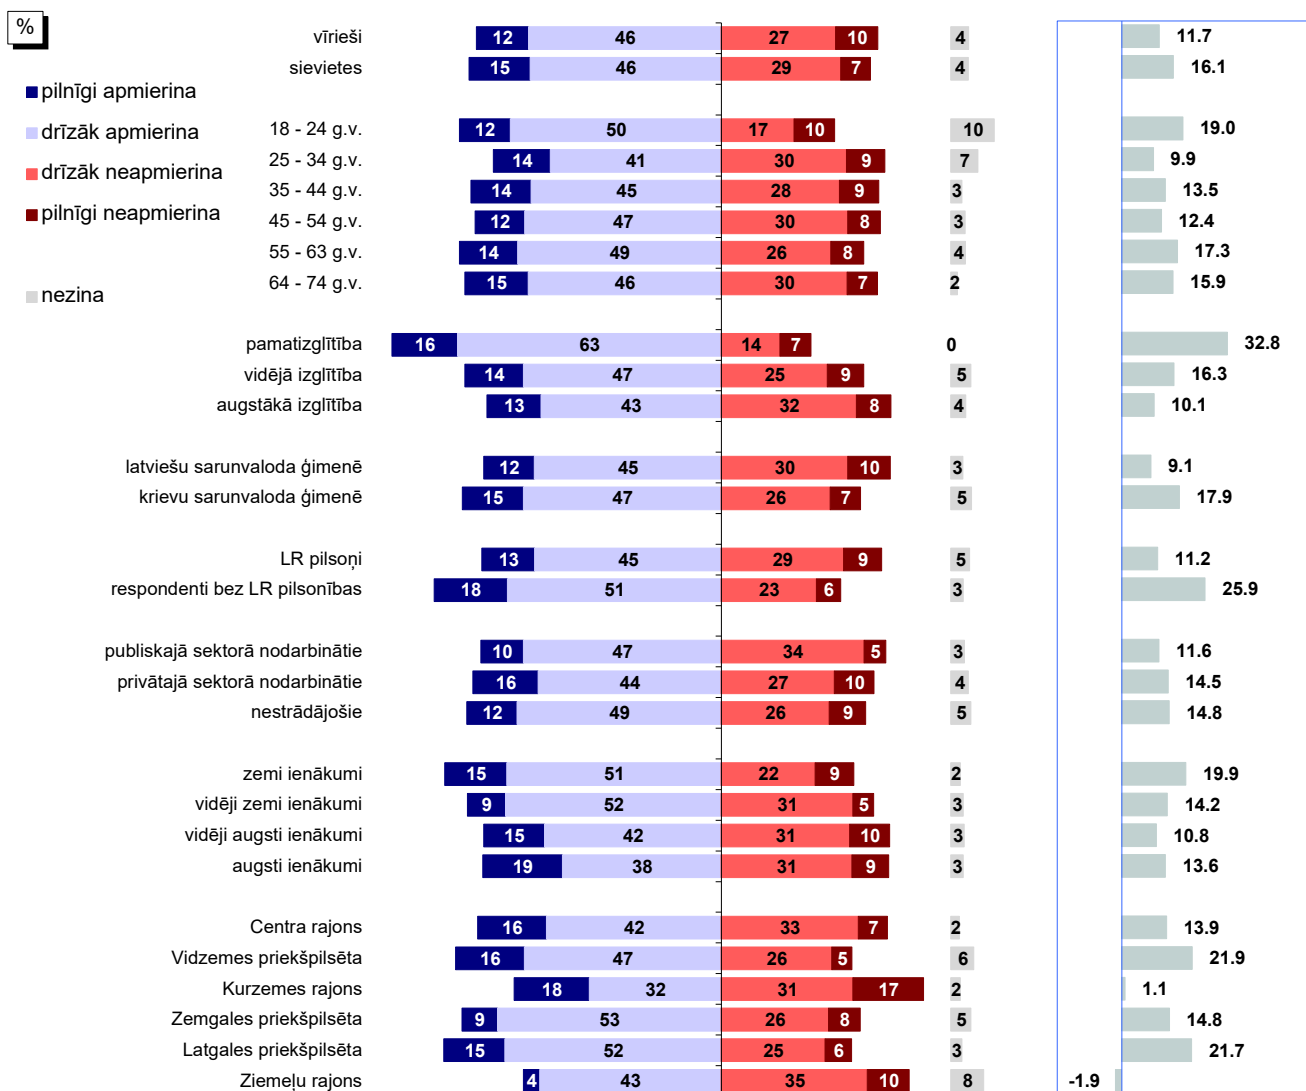 %
pilnīgi apmierina
drīzāk apmierina
drīzāk neapmierina
pilnīgi neapmierina
nezina
vīrieši 12 46 27 10 4 11.7
sievietes 15 46 29 7 4 16.1
18 - 24 g.v. 12 50 17 10 10 19.0
25 - 34 g.v. 14 41 30 9 7 9.9
35 - 44 g.v. 14 45 28 9 3 13.5
45 - 54 g.v. 12 47 30 8 3 12.4
55 - 63 g.v. 14 49 26 8 4 17.3
64 - 74 g.v. 15 46 30 7 2 15.9
pamatizglītība 16 63 14 7 0 32.8
vidējā izglītība 14 47 25 9 5 16.3
augstākā izglītība 13 43 32 8 4 10.1
latviešu sarunvaloda ģimenē 12 45 30 10 3 9.1
krievu sarunvaloda ģimenē 15 47 26 7 5 17.9
LR pilsoņi 13 45 29 9 5 11.2
respondenti bez LR pilsonības 18 51 23 6 3 25.9
publiskajā sektorā nodarbinātie 10 47 34 5 3 11.6
privātajā sektorā nodarbinātie 16 44 27 10 4 14.5
nestrādājošie 12 49 26 9 5 14.8
zemi ienākumi 15 51 22 9 2 19.9
vidēji zemi ienākumi 9 52 31 5 3 14.2
vidēji augsti ienākumi 15 42 31 10 3 10.8
augsti ienākumi 19 38 31 9 3 13.6
Centra rajons 16 42 33 7 2 13.9
Vidzemes priekšpilsēta 16 47 26 5 6 21.9
Kurzemes rajons 18 32 31 17 2 1.1
Zemgales priekšpilsēta 9 53 26 8 5 14.8
Latgales priekšpilsēta 15 52 25 6 3 21.7
Ziemeļu rajons 4 43 35 10 8 -1.9